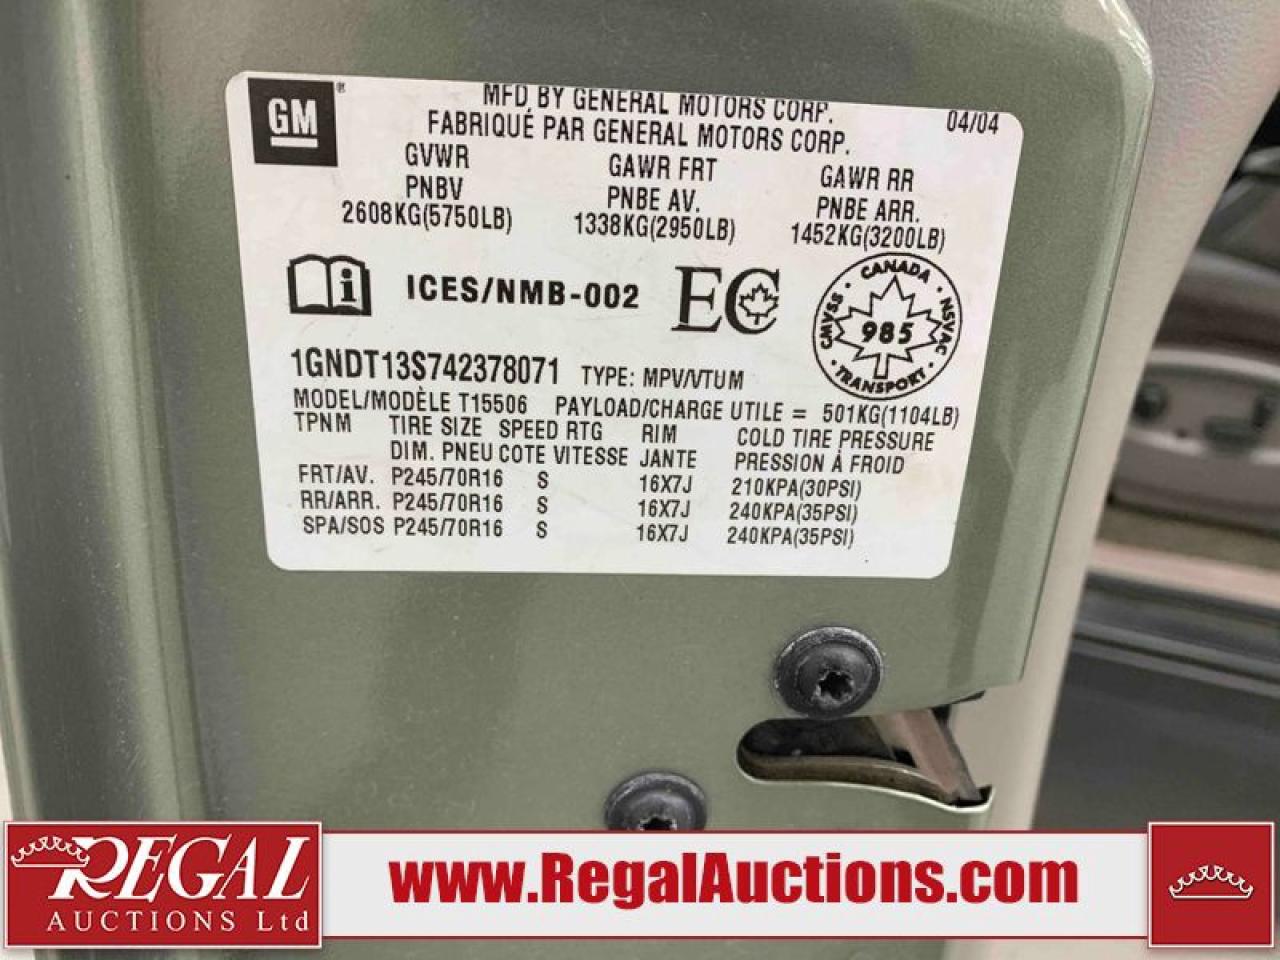 GM®
MFD BY GENERAL MOTORS CORP. 04/04
FABRIQUÉ PAR GENERAL MOTORS CORP.
GVWR GAWR FRT GAWR RR
PNBV PNBE AV. PNBE ARR.
2608KG(5750LB) 1338KG(2950LB) 1452KG(3200LB)
i ICES/NMB-002 EC
CANADA
CMVSS 985 NSVAC
TRANSPORT
1GNDT13S742378071 TYPE: MPV/VTUM
MODEL/MODÈLE T15506 PAYLOAD/CHARGE UTILE = 501KG(1104LB)
TPNM TIRE SIZE SPEED RTG RIM COLD TIRE PRESSURE
DIM. PNEU COTE VITESSE JANTE PRESSION À FROID
FRT/AV. P245/70R16 S 16X7J 210KPA(30PSI)
RR/ARR. P245/70R16 S 16X7J 240KPA(35PSI)
SPA/SOS P245/70R16 S 16X7J 240KPA(35PSI)
REGAL
AUCTIONS Ltd
www.RegalAuctions.com